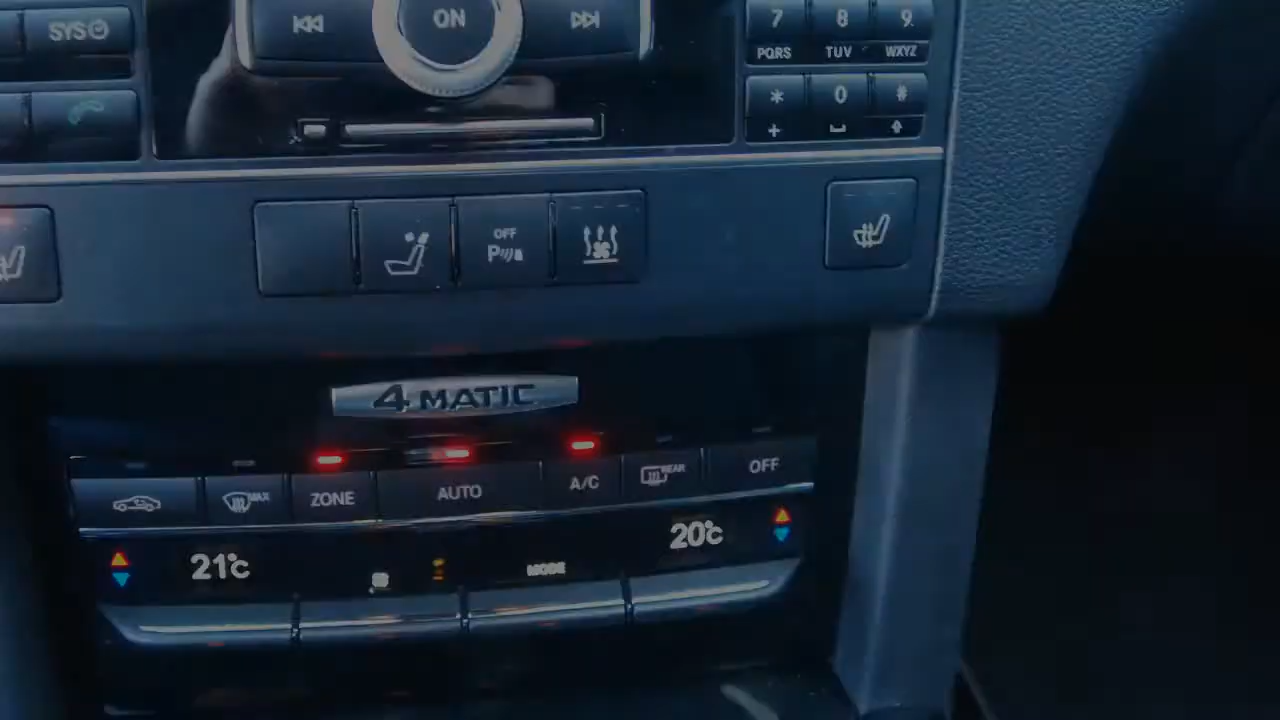 SYS
ON
7
8
9
PQRS
TUV
WXYZ
*
0
#
+
OFF
P
4MATIC
MAX
ZONE
AUTO
A/C
REAR
OFF
21°C
20°C
MODE